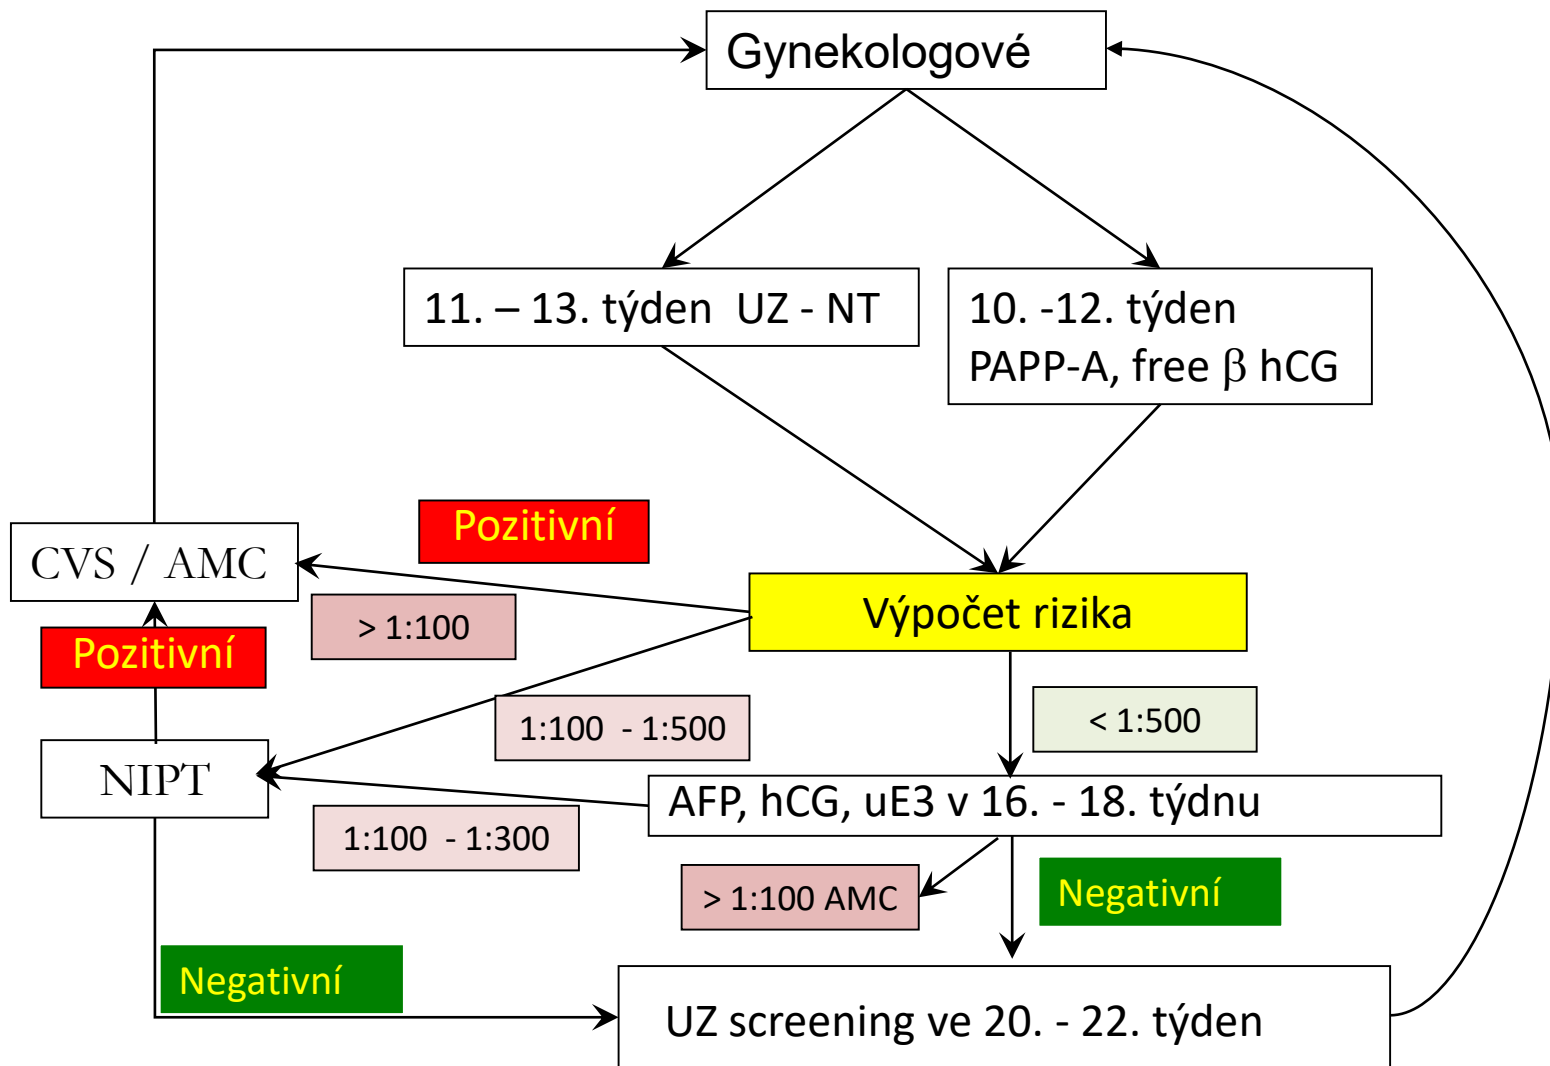 Gynekologové
11. – 13. týden  UZ - NT
10. -12. týden
PAPP-A, free β hCG
Pozitivní
CVS / AMC
Výpočet rizika
> 1:100
Pozitivní
1:100  - 1:500
< 1:500
NIPT
AFP, hCG, uE3 v 16. - 18. týdnu
1:100  - 1:300
> 1:100 AMC
Negativní
Negativní
UZ screening ve 20. - 22. týden